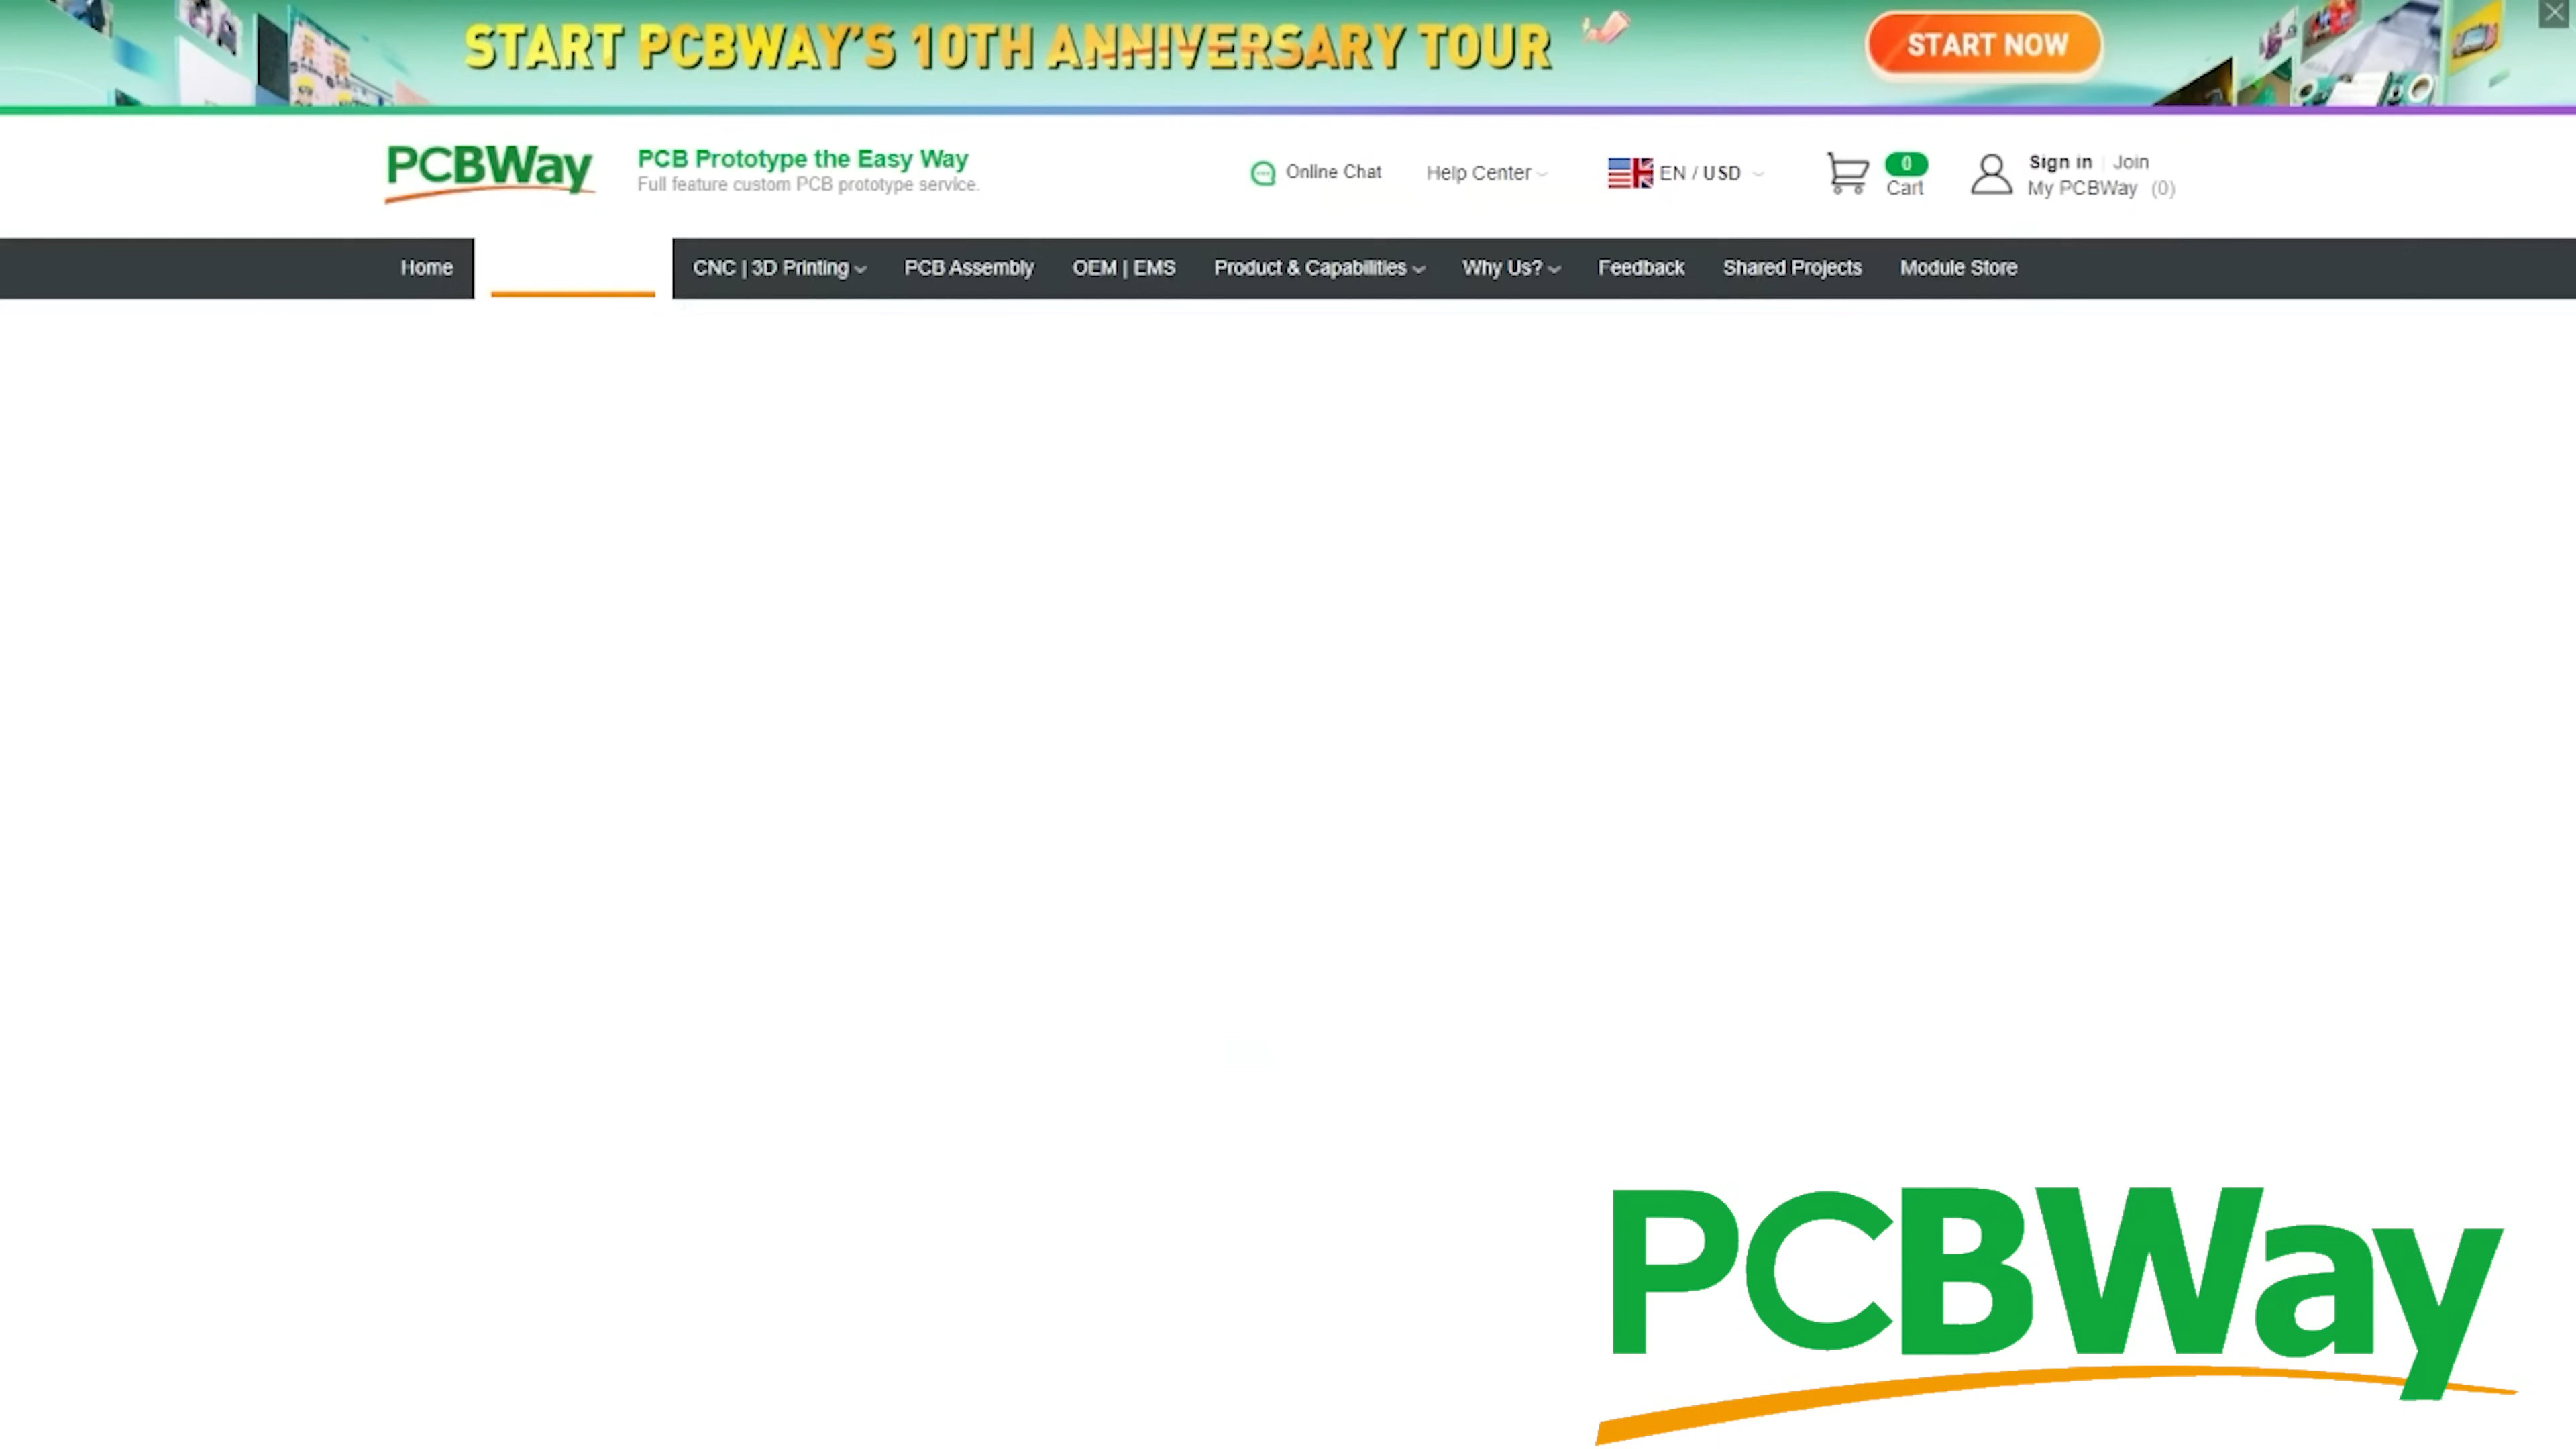 START PCBWAY'S 10TH ANNIVERSARY TOUR
START NOW
PCBWay
PCB Prototype the Easy Way
Full feature custom PCB prototype service.
Online Chat
Help Center
EN / USD
0
Cart
Sign in Join
My PCBWay (0)
Home
CNC | 3D Printing
PCB Assembly
OEM | EMS
Product & Capabilities
Why Us?
Feedback
Shared Projects
Module Store
PCBWay